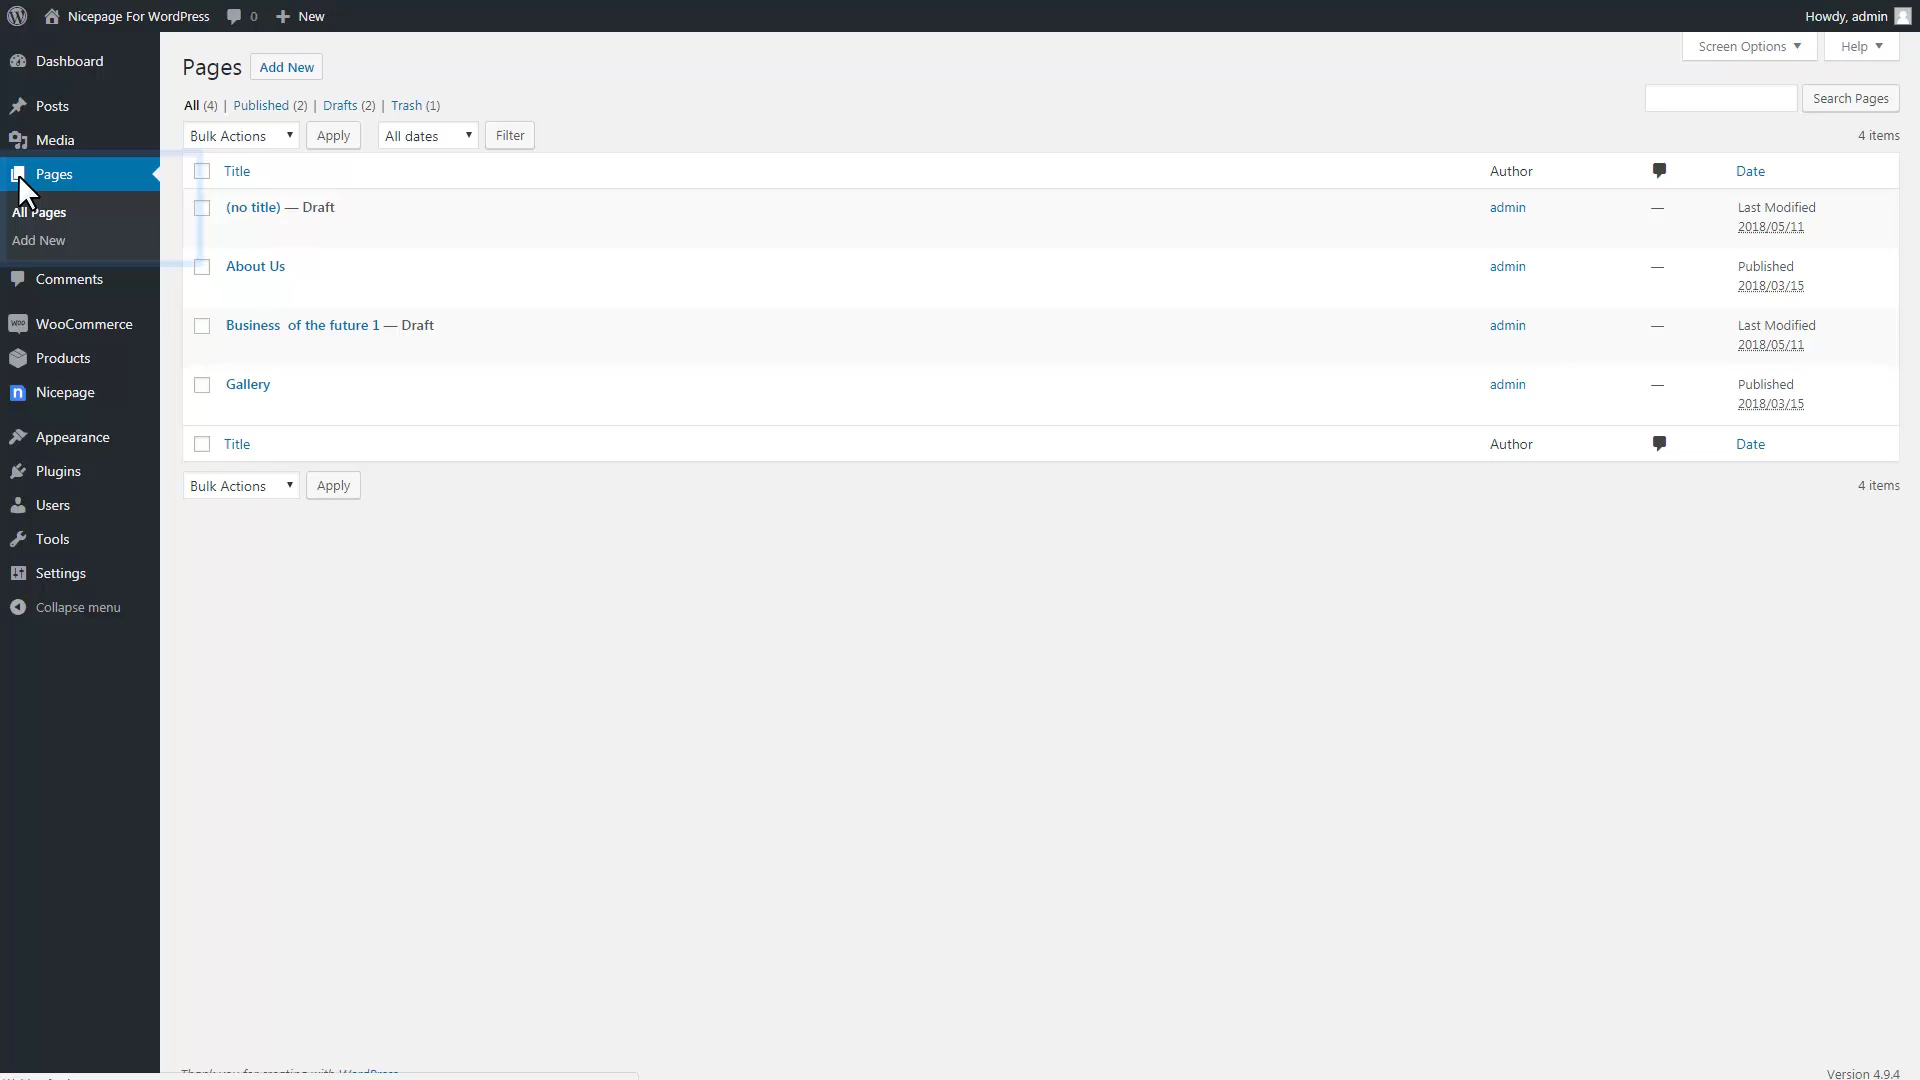 Nicepage For WordPress 0 New Howdy, admin
Screen Options Help
Dashboard
Posts
Media
Pages
All Pages
Add New
Comments
WooCommerce
Products
Nicepage
Appearance
Plugins
Users
Tools
Settings
Collapse menu
Pages Add New
All (4) | Published (2) | Drafts (2) | Trash (1)
Search Pages
Bulk Actions Apply All dates Filter 4 items
Title Author Date
(no title) — Draft admin — Last Modified
2018/05/11
About Us admin — Published
2018/03/15
Business of the future 1 — Draft admin — Last Modified
2018/05/11
Gallery admin — Published
2018/03/15
Title Author Date
Bulk Actions Apply 4 items
Thank you for creating with WordPress
Version 4.9.4